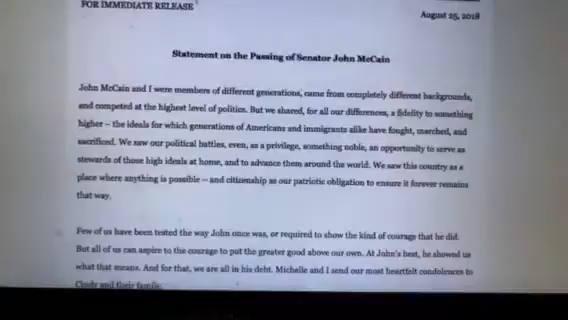 FOR IMMEDIATE RELEASE
August 25, 2018
Statement on the Passing of Senator John McCain
John McCain and I were members of different generations, came from completely different backgrounds,
and competed at the highest level of politics. But we shared, for all our differences, a fidelity to something
higher – the ideals for which generations of Americans and immigrants alike have fought, marched, and
sacrificed. We saw our political battles, even, as a privilege, something noble, an opportunity to serve as
stewards of those high ideals at home, and to advance them around the world. We saw this country as a
place where anything is possible – and citizenship as our patriotic obligation to ensure it forever remains
that way.
Few of us have been tested the way John once was, or required to show the kind of courage that he did.
But all of us can aspire to the courage to put the greater good above our own. At John's best, he showed us
what that means. And for that, we are all in his debt. Michelle and I send our most heartfelt condolences to
Cindy and their family.